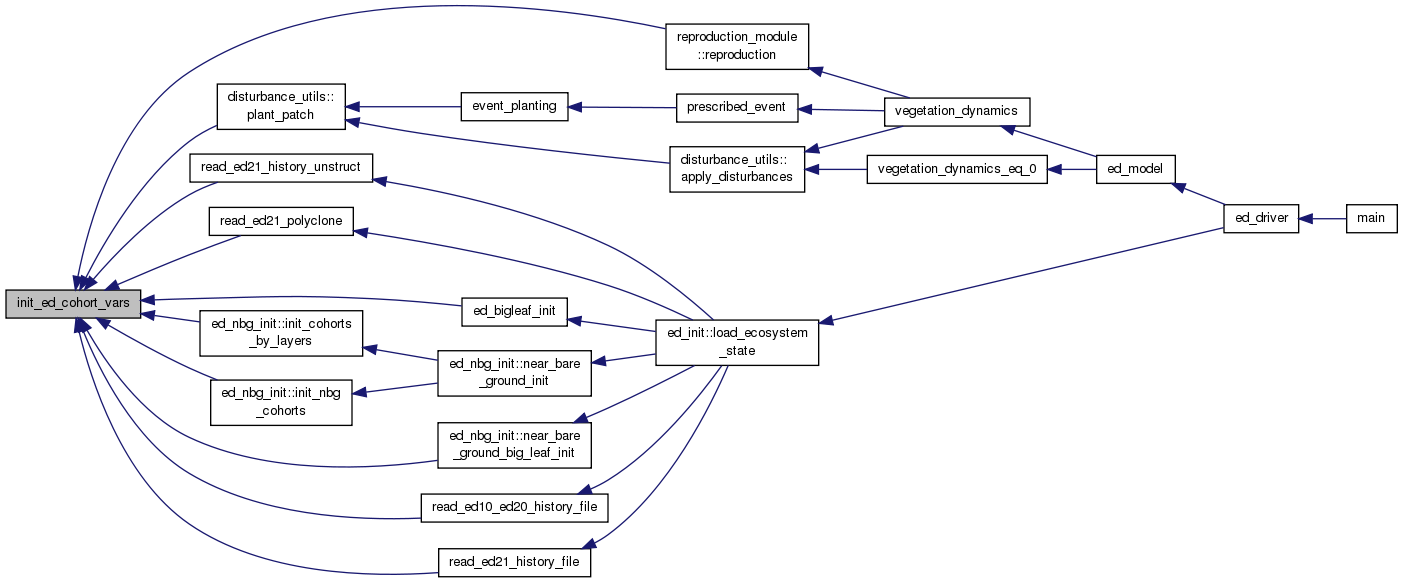 reproduction_module
::reproduction
disturbance_utils::
plant_patch
event_planting
prescribed_event
vegetation_dynamics
read_ed21_history_unstruct
disturbance_utils::
apply_disturbances
vegetation_dynamics_eq_0
ed_model
read_ed21_polyclone
ed_driver
main
init_ed_cohort_vars
ed_bigleaf_init
ed_nbg_init::init_cohorts
_by_layers
ed_init::load_ecosystem
_state
ed_nbg_init::near_bare
_ground_init
ed_nbg_init::init_nbg
_cohorts
ed_nbg_init::near_bare
_ground_big_leaf_init
read_ed10_ed20_history_file
read_ed21_history_file